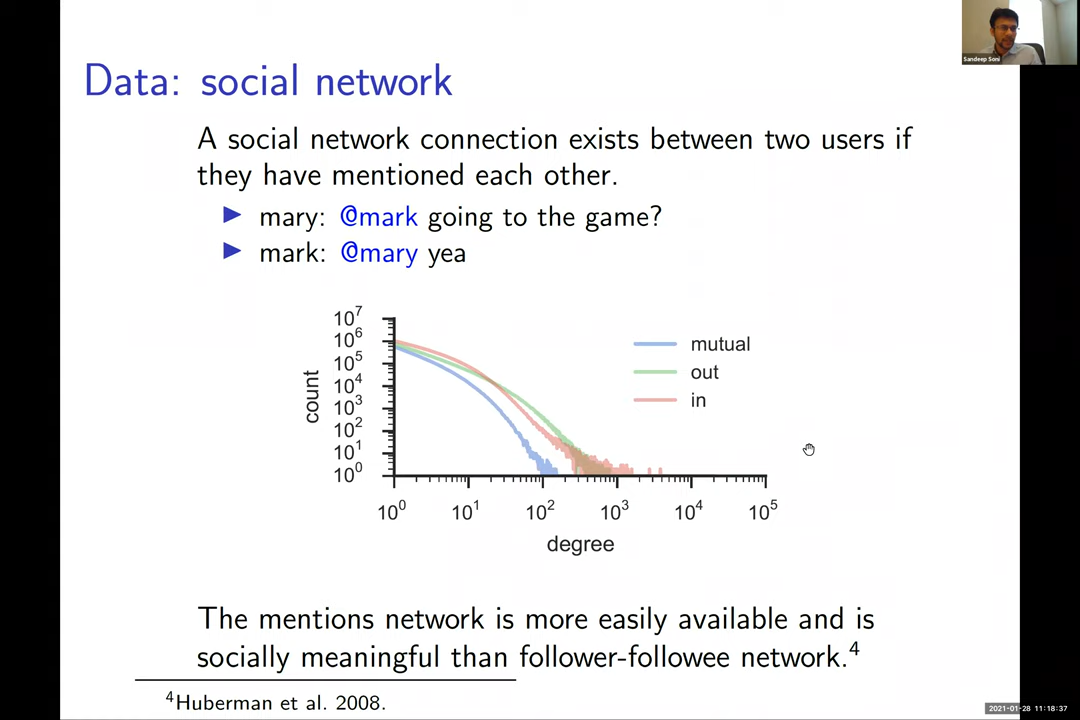 Sandeep Soni
Data: social network
A social network connection exists between two users if
they have mentioned each other.
▶ mary: @mark going to the game?
▶ mark: @mary yea
10^7
10^6
10^5
10^4
10^3
10^2
10^1
10^0
count
mutual
out
in
10^0 10^1 10^2 10^3 10^4 10^5
degree
The mentions network is more easily available and is
socially meaningful than follower-followee network.^4
^4Huberman et al. 2008.
2021-01-28 11:18:37